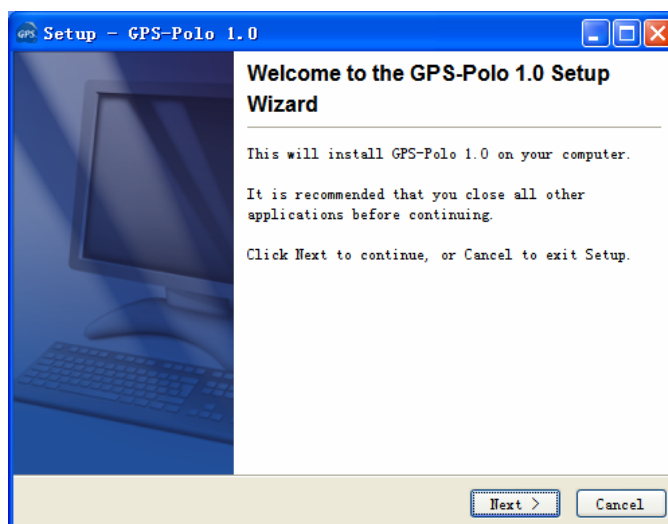 GPS Setup - GPS-Polo 1.0
Welcome to the GPS-Polo 1.0 Setup
Wizard
This will install GPS-Polo 1.0 on your computer.
It is recommended that you close all other
applications before continuing.
Click Next to continue, or Cancel to exit Setup.
Next >
Cancel